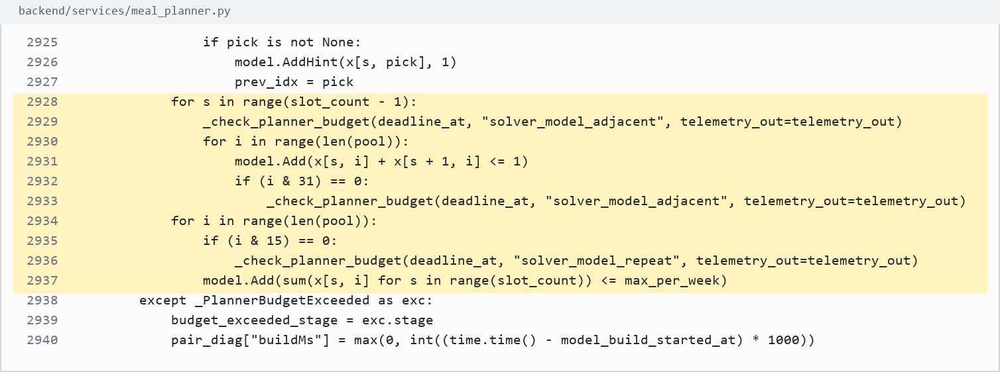 backend/services/meal_planner.py
2925                if pick is not None:
2926                    model.AddHint(x[s, pick], 1)
2927                    prev_idx = pick
2928            for s in range(slot_count - 1):
2929                _check_planner_budget(deadline_at, "solver_model_adjacent", telemetry_out=telemetry_out)
2930                for i in range(len(pool)):
2931                    model.Add(x[s, i] + x[s + 1, i] <= 1)
2932                    if (i & 31) == 0:
2933                        _check_planner_budget(deadline_at, "solver_model_adjacent", telemetry_out=telemetry_out)
2934            for i in range(len(pool)):
2935                if (i & 15) == 0:
2936                    _check_planner_budget(deadline_at, "solver_model_repeat", telemetry_out=telemetry_out)
2937                model.Add(sum(x[s, i] for s in range(slot_count)) <= max_per_week)
2938        except _PlannerBudgetExceeded as exc:
2939            budget_exceeded_stage = exc.stage
2940            pair_diag["buildMs"] = max(0, int((time.time() - model_build_started_at) * 1000))